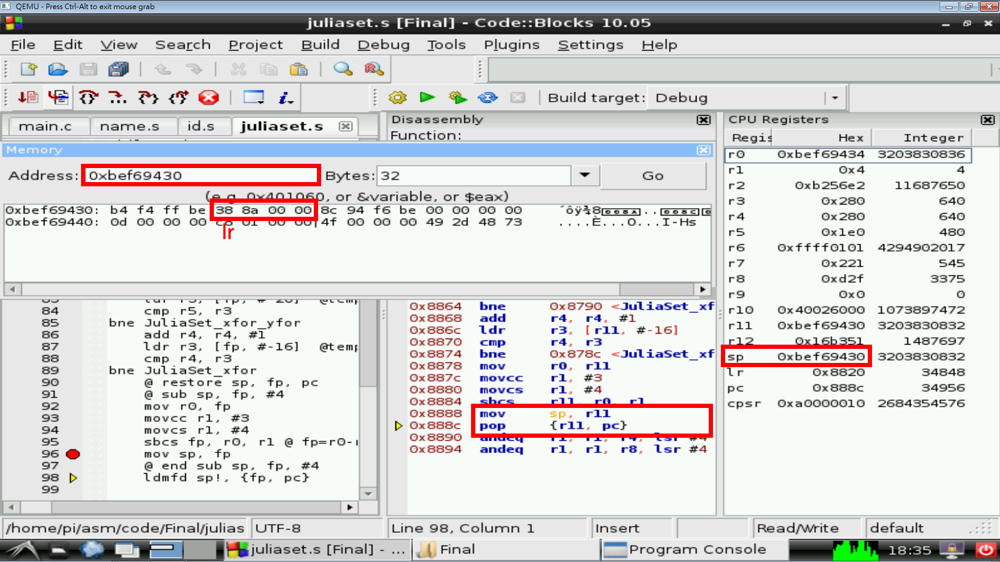 QEMU - Press Ctrl-Alt to exit mouse grab
juliaset.s [Final] - Code::Blocks 10.05
File Edit View Search Project Build Debug Tools Plugins Settings Help
Build target: Debug
main.c name.s id.s juliaset.s
Disassembly
Function:
CPU Registers
Regis Hex Integer
Memory
Address: 0xbef69430 Bytes: 32 Go
(e.g. 0x401060, or &variable, or $eax)
0xbef69430: b4 f4 ff be 38 8a 00 00 8c 94 f6 be 00 00 00 00
0xbef69440: 0d 00 00 00 c8 01 00 00|4f 00 00 00 49 2d 48 73 ....È...O...I-Hs
lr
r0 0xbef69434 3203830836
r1 0x4 4
r2 0xb256e2 11687650
r3 0x280 640
r4 0x280 640
r5 0x1e0 480
r6 0xffff0101 4294902017
r7 0x221 545
r8 0xd2f 3375
r9 0x0 0
r10 0x40026000 1073897472
r11 0xbef69430 3203830832
r12 0x16b351 1487697
sp 0xbef69430 3203830832
lr 0x8820 34848
pc 0x888c 34956
cpsr 0xa0000010 2684354576
84 cmp r5, r3
85 bne JuliaSet_xfor_yfor
86 add r4, r4, #1
87 ldr r3, [fp, #-16] @temp
88 cmp r4, r3
89 bne JuliaSet_xfor
90 @ restore sp, fp, pc
91 @ sub sp, fp, #4
92 mov r0, fp
93 movcc r1, #3
94 movcs r1, #4
95 sbcs fp, r0, r1 @ fp=r0-r
96 mov sp, fp
97 @ end sub sp, fp, #4
98 ldmfd sp!, {fp, pc}
99
0x8864 bne 0x8790 <JuliaSet_xf
0x8868 add r4, r4, #1
0x886c ldr r3, [r11, #-16]
0x8870 cmp r4, r3
0x8874 bne 0x878c <JuliaSet_xf
0x8878 mov r0, r11
0x887c movcc r1, #3
0x8880 movcs r1, #4
0x8884 sbcs r11, r0, r1
0x8888 mov sp, r11
0x888c pop {r11, pc}
0x8890 andeq r1, r1, r4, lsr #4
0x8894 andeq r1, r1, r8, lsr #4
/home/pi/asm/code/Final/julias UTF-8 Line 98, Column 1 Insert Read/Write default
juliaset.s [Final] - ... Final Program Console 18:35